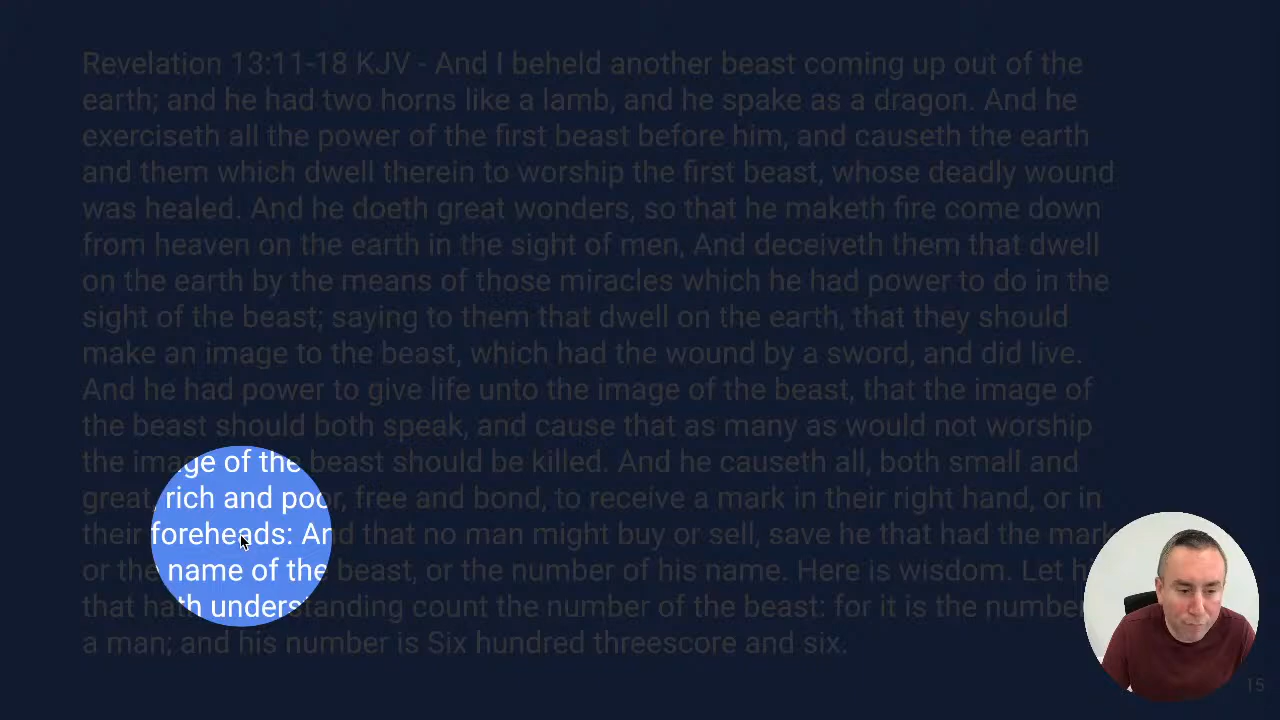 Revelation 13:11-18 KJV - And I beheld another beast coming up out of the
earth; and he had two horns like a lamb, and he spake as a dragon. And he
exerciseth all the power of the first beast before him, and causeth the earth
and them which dwell therein to worship the first beast, whose deadly wound
was healed. And he doeth great wonders, so that he maketh fire come down
from heaven on the earth in the sight of men, And deceiveth them that dwell
on the earth by the means of those miracles which he had power to do in the
sight of the beast; saying to them that dwell on the earth, that they should
make an image to the beast, which had the wound by a sword, and did live.
And he had power to give life unto the image of the beast, that the image of
the beast should both speak, and cause that as many as would not worship
the image of the beast should be killed. And he causeth all, both small and
great, rich and poor, free and bond, to receive a mark in their right hand, or in
their foreheads: And that no man might buy or sell, save he that had the mark
or the name of the beast, or the number of his name. Here is wisdom. Let
that hath understanding count the number of the beast: for it is the number
a man; and his number is Six hundred threescore and six.
15